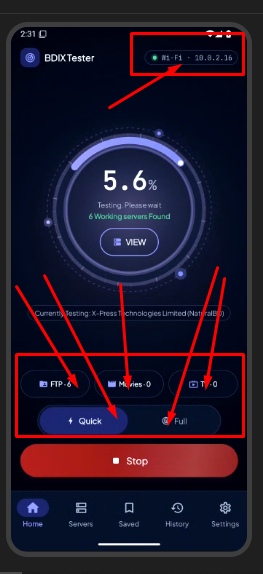 2:31
BDIXTester
Wi-Fi · 10.0.2.16
5.6%
Testing. Please wait
6 Working servers Found
VIEW
Currently Testing: X-Press Technologies Limited (NaturalBD)
FTP · 6
Movies · 0
TV · 0
Quick
Full
Stop
Home
Servers
Saved
History
Settings